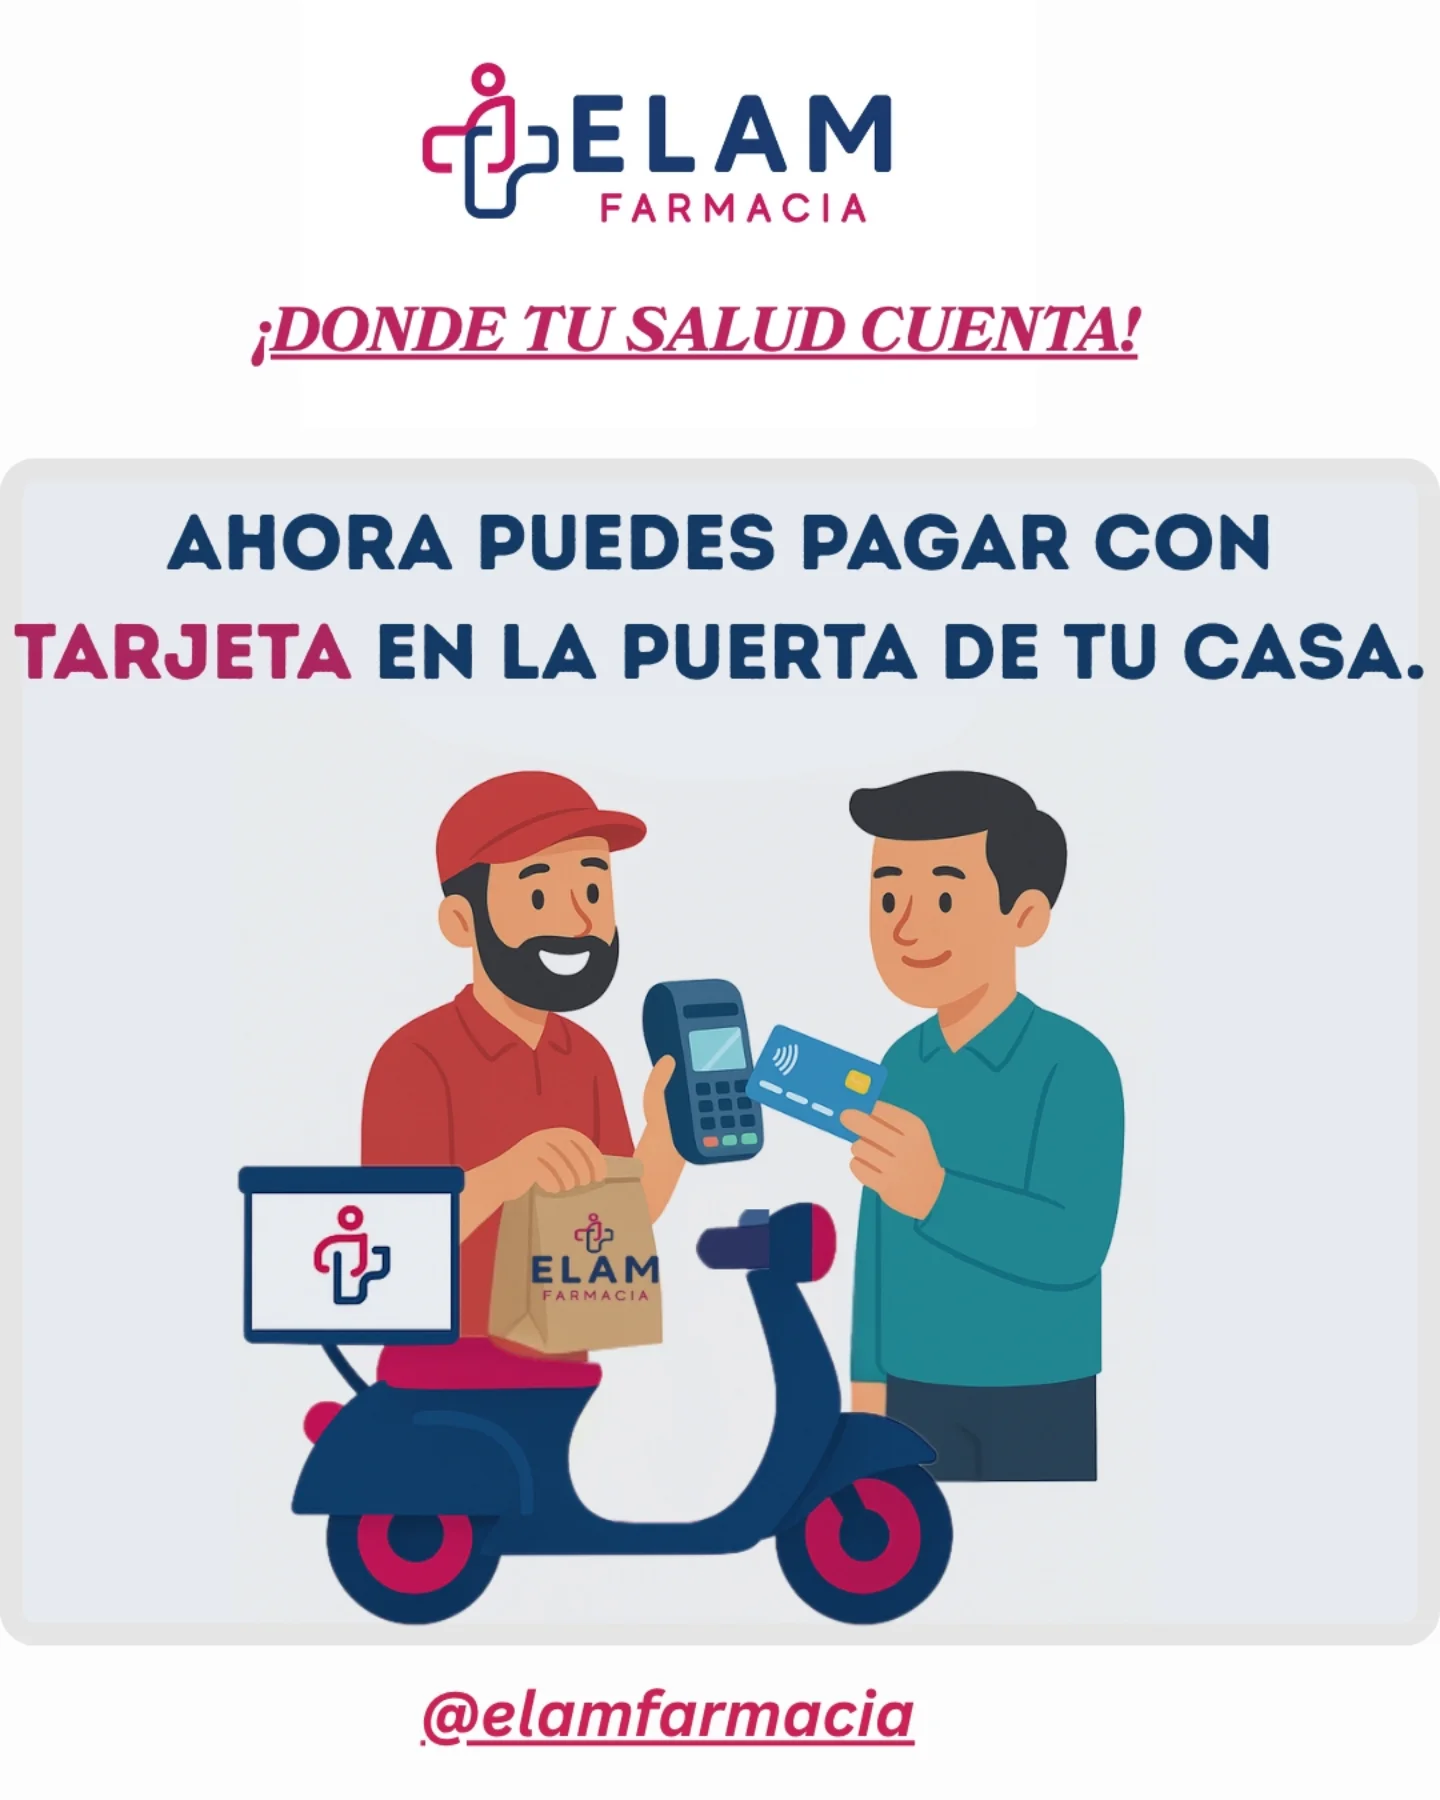 ELAM
FARMACIA
¡DONDE TU SALUD CUENTA!
AHORA PUEDES PAGAR CON
TARJETA EN LA PUERTA DE TU CASA.
ELAM
FARMACIA
@elamfarmacia